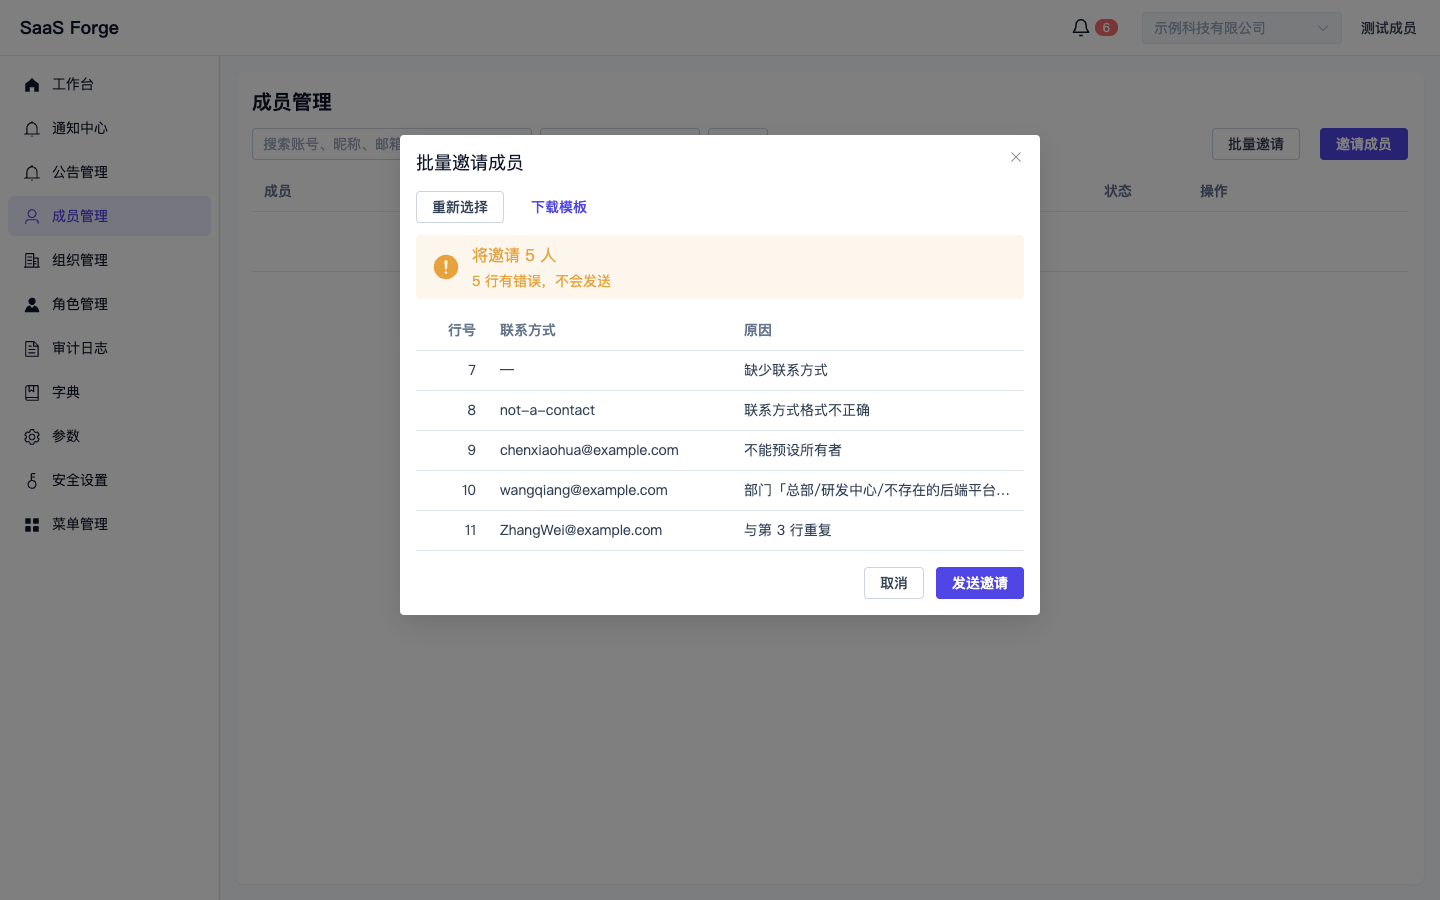 SaaS Forge
6
示例科技有限公司
测试成员
工作台
通知中心
公告管理
成员管理
组织管理
角色管理
审计日志
字典
参数
安全设置
菜单管理
成员管理
搜索账号、昵称、邮箱
批量邀请
邀请成员
成员
状态
操作
批量邀请成员
重新选择
下载模板
将邀请 5 人
5 行有错误，不会发送
行号 联系方式 原因
7 — 缺少联系方式
8 not-a-contact 联系方式格式不正确
9 chenxiaohua@example.com 不能预设所有者
10 wangqiang@example.com 部门「总部/研发中心/不存在的后端平台...
11 ZhangWei@example.com 与第 3 行重复
取消
发送邀请